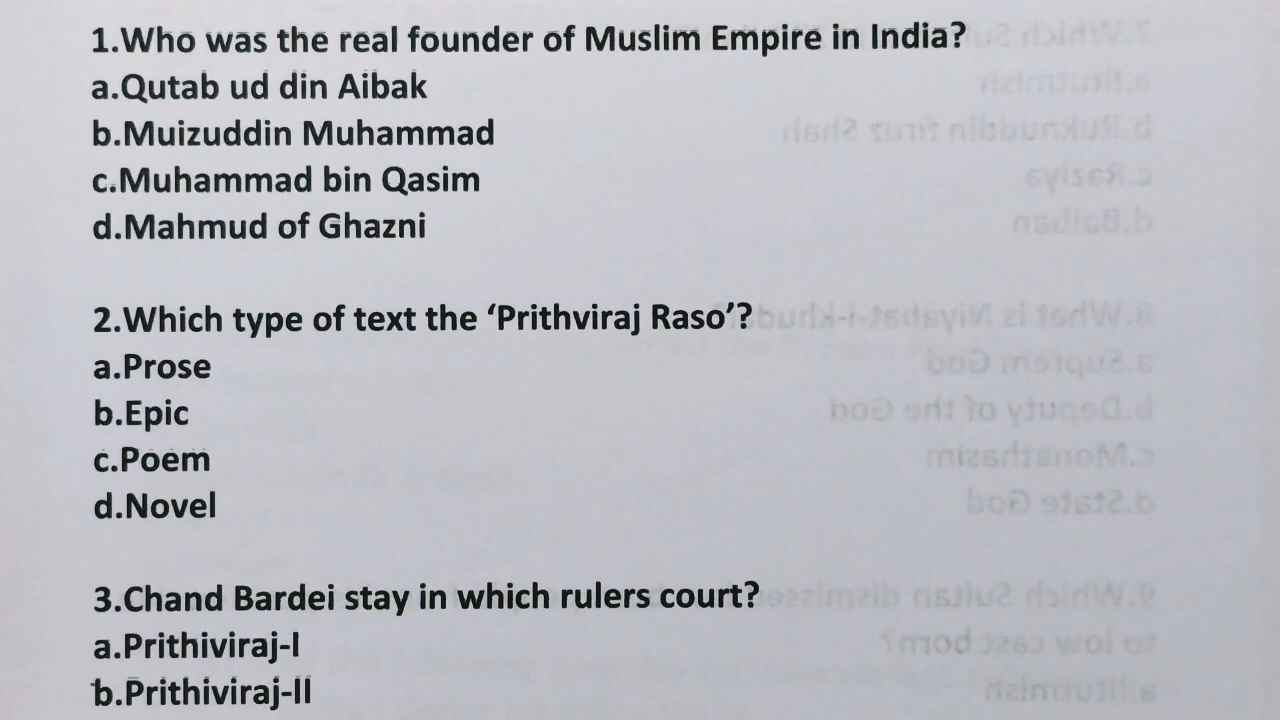 1.Who was the real founder of Muslim Empire in India?
a.Qutab ud din Aibak
b.Muizuddin Muhammad
c.Muhammad bin Qasim
d.Mahmud of Ghazni
2.Which type of text the ‘Prithviraj Raso’?
a.Prose
b.Epic
c.Poem
d.Novel
3.Chand Bardei stay in which rulers court?
a.Prithiviraj-I
b.Prithiviraj-II